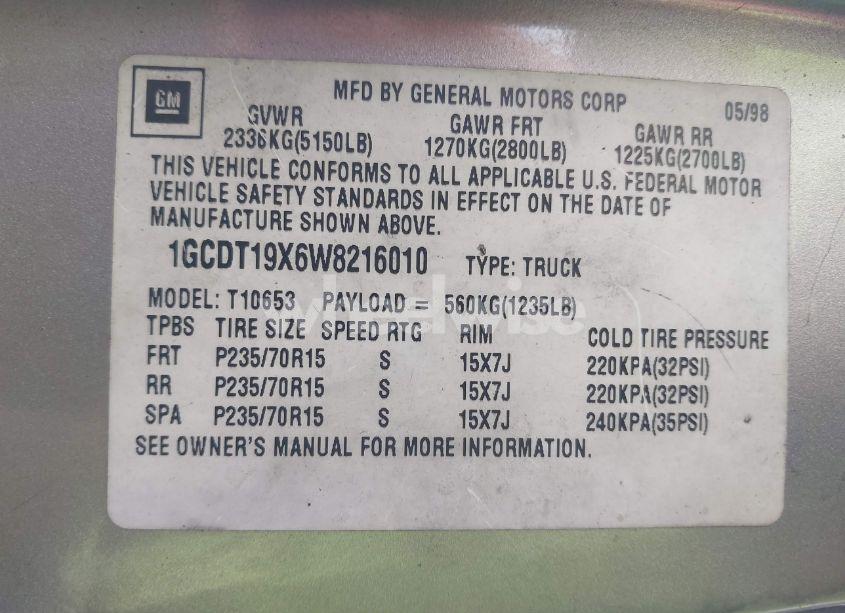 GM
MFD BY GENERAL MOTORS CORP
05/98
GVWR GAWR FRT GAWR RR
2336KG(5150LB) 1270KG(2800LB) 1225KG(2700LB)
THIS VEHICLE CONFORMS TO ALL APPLICABLE U.S. FEDERAL MOTOR
VEHICLE SAFETY STANDARDS IN EFFECT ON THE DATE OF
MANUFACTURE SHOWN ABOVE.
1GCDT19X6W8216010 TYPE: TRUCK
MODEL: T10653 PAYLOAD = 560KG(1235LB)
TPBS TIRE SIZE SPEED RTG RIM COLD TIRE PRESSURE
FRT P235/70R15 S 15X7J 220KPA(32PSI)
RR P235/70R15 S 15X7J 220KPA(32PSI)
SPA P235/70R15 S 15X7J 240KPA(35PSI)
SEE OWNER'S MANUAL FOR MORE INFORMATION.